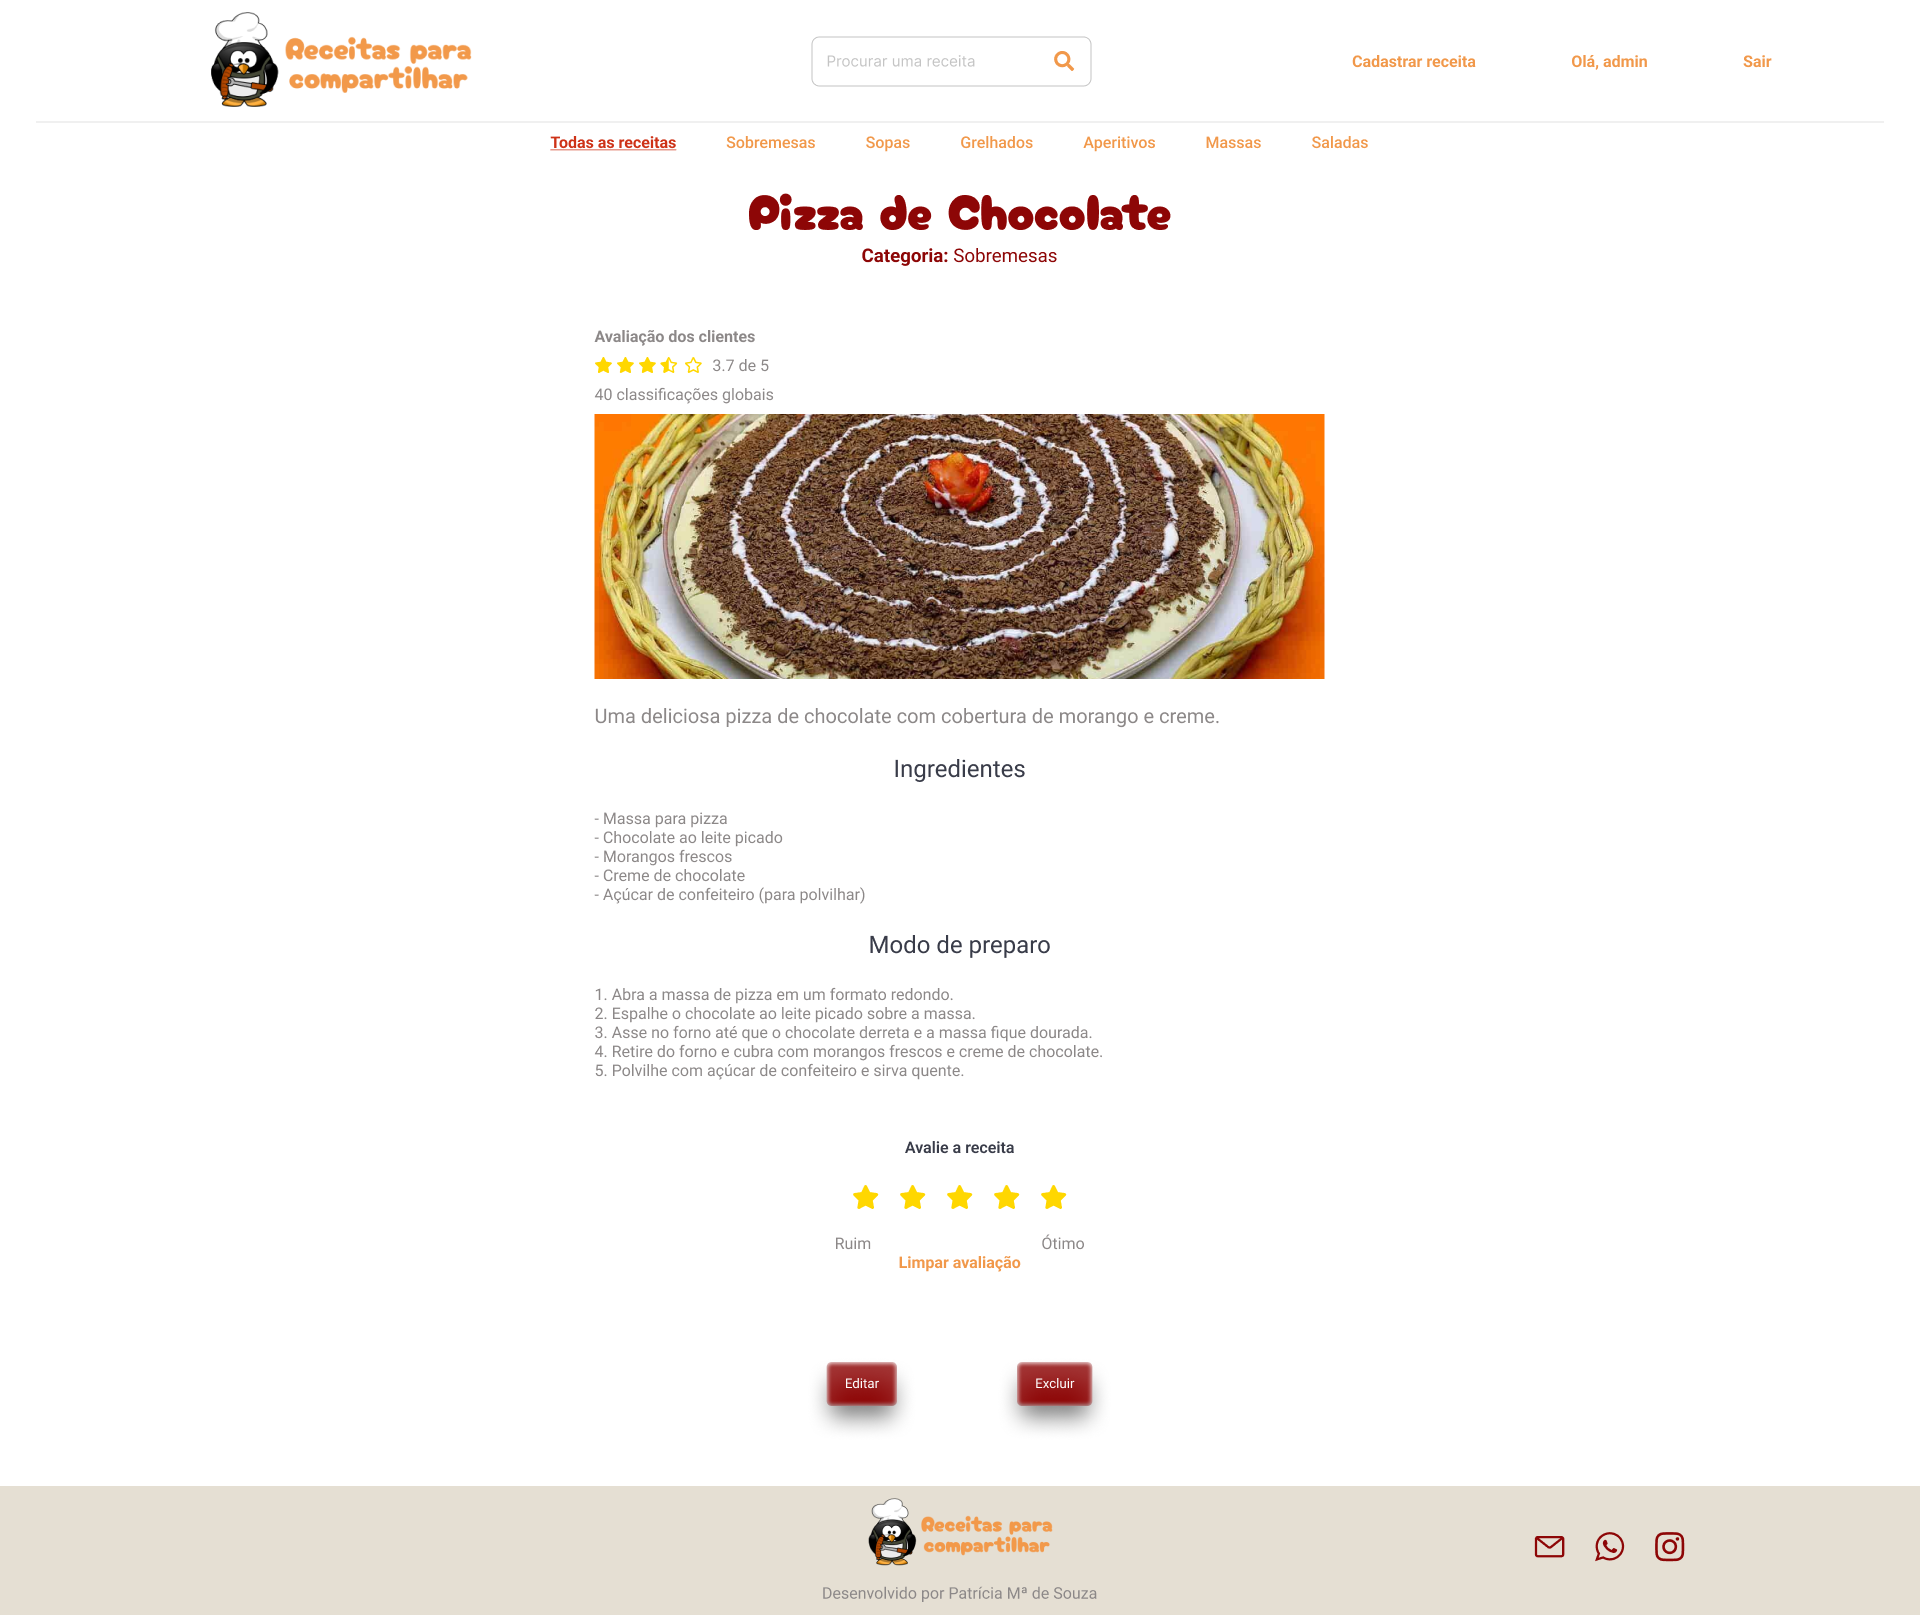 Receitas para
compartilhar
Procurar uma receita
Cadastrar receita
Olá, admin
Sair
Todas as receitas
Sobremesas
Sopas
Grelhados
Aperitivos
Massas
Saladas
Pizza de Chocolate
Categoria: Sobremesas
Avaliação dos clientes
3.7 de 5
40 classificações globais
Uma deliciosa pizza de chocolate com cobertura de morango e creme.
Ingredientes
- Massa para pizza
- Chocolate ao leite picado
- Morangos frescos
- Creme de chocolate
- Açúcar de confeiteiro (para polvilhar)
Modo de preparo
1. Abra a massa de pizza em um formato redondo.
2. Espalhe o chocolate ao leite picado sobre a massa.
3. Asse no forno até que o chocolate derreta e a massa fique dourada.
4. Retire do forno e cubra com morangos frescos e creme de chocolate.
5. Polvilhe com açúcar de confeiteiro e sirva quente.
Avalie a receita
Ruim
Ótimo
Limpar avaliação
Editar
Excluir
Receitas para
compartilhar
Desenvolvido por Patrícia Mª de Souza